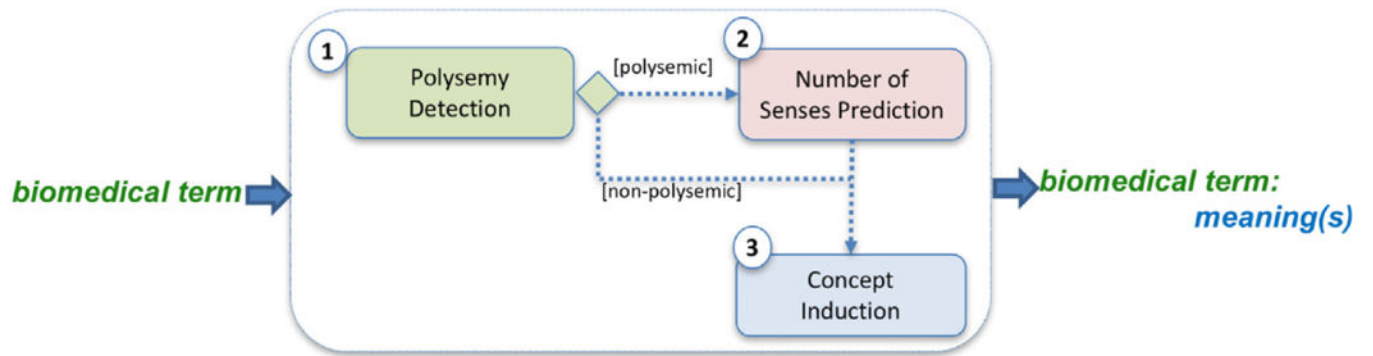 1
Polysemy
Detection
[polysemic]
2
Number of
Senses Prediction
biomedical term
[non-polysemic]
biomedical term:
meaning(s)
3
Concept
Induction